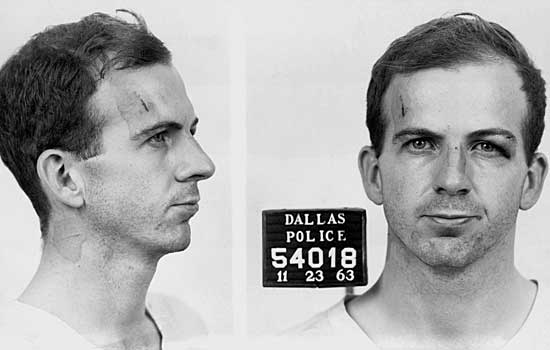 DALLAS
POLICE
54018
11 23 63